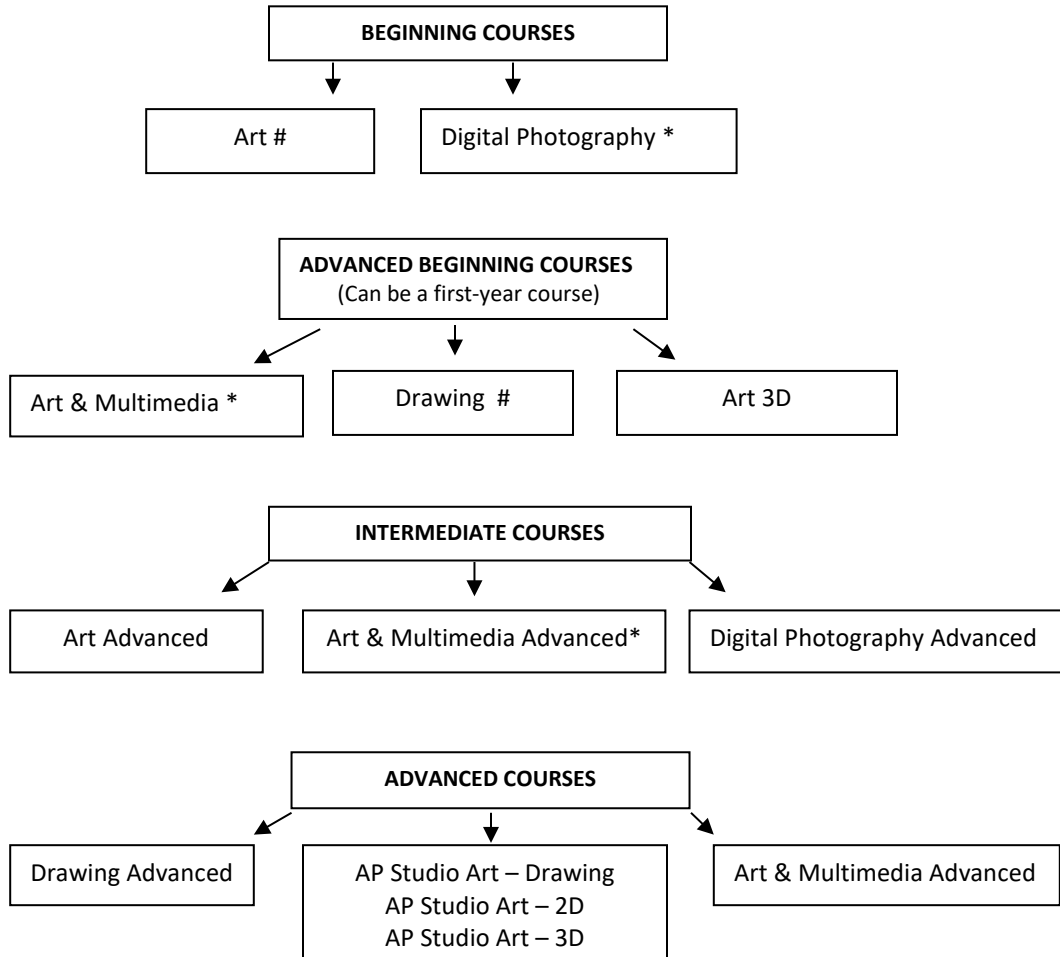 BEGINNING COURSES
Art #
Digital Photography *
ADVANCED BEGINNING COURSES
(Can be a first-year course)
Art & Multimedia *
Drawing #
Art 3D
INTERMEDIATE COURSES
Art Advanced
Art & Multimedia Advanced*
Digital Photography Advanced
ADVANCED COURSES
Drawing Advanced
AP Studio Art – Drawing
AP Studio Art – 2D
AP Studio Art – 3D
Art & Multimedia Advanced